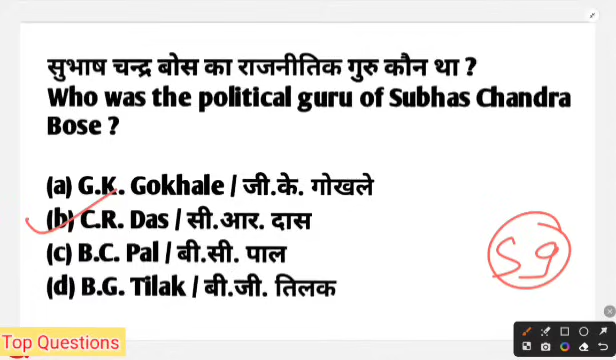 सुभाष चन्द्र बोस का राजनीतिक गुरु कौन था ?
Who was the political guru of Subhas Chandra
Bose ?
(a) G.K. Gokhale / जी.के. गोखले
(b) C.R. Das / सी.आर. दास
(c) B.C. Pal / बी.सी. पाल
(d) B.G. Tilak / बी.जी. तिलक
59
Top Questions